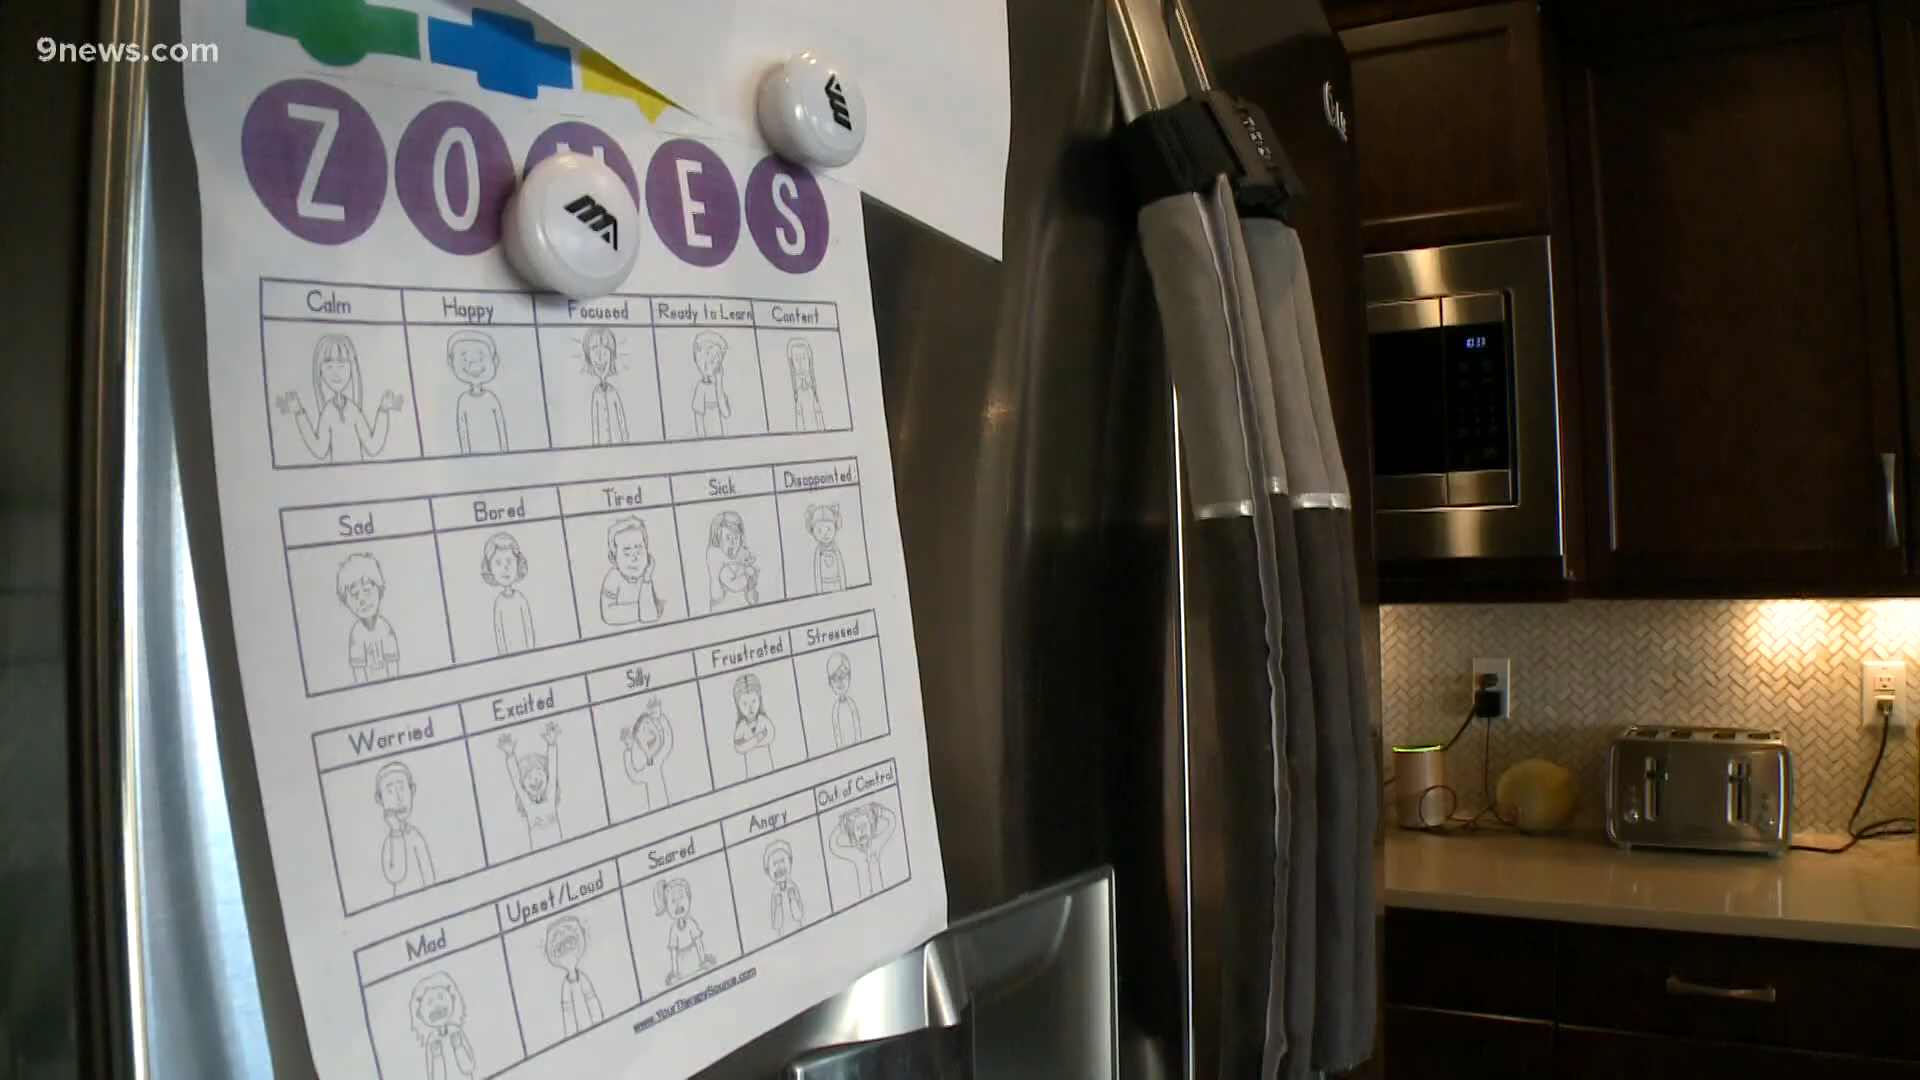 9news.com
ZONES
Calm Happy Focused Ready to Learn Content
Sad Bored Tired Sick Disappointed
Worried Excited Silly Frustrated Stressed
Mad Upset/Loud Scared Angry Out of Control
www.YourTherapySource.com